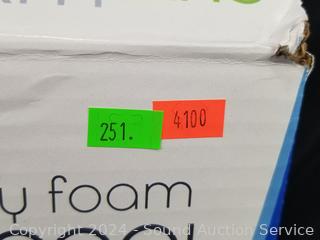 251.
4100
y foam
Copyright 2024 - Sound Auction Service